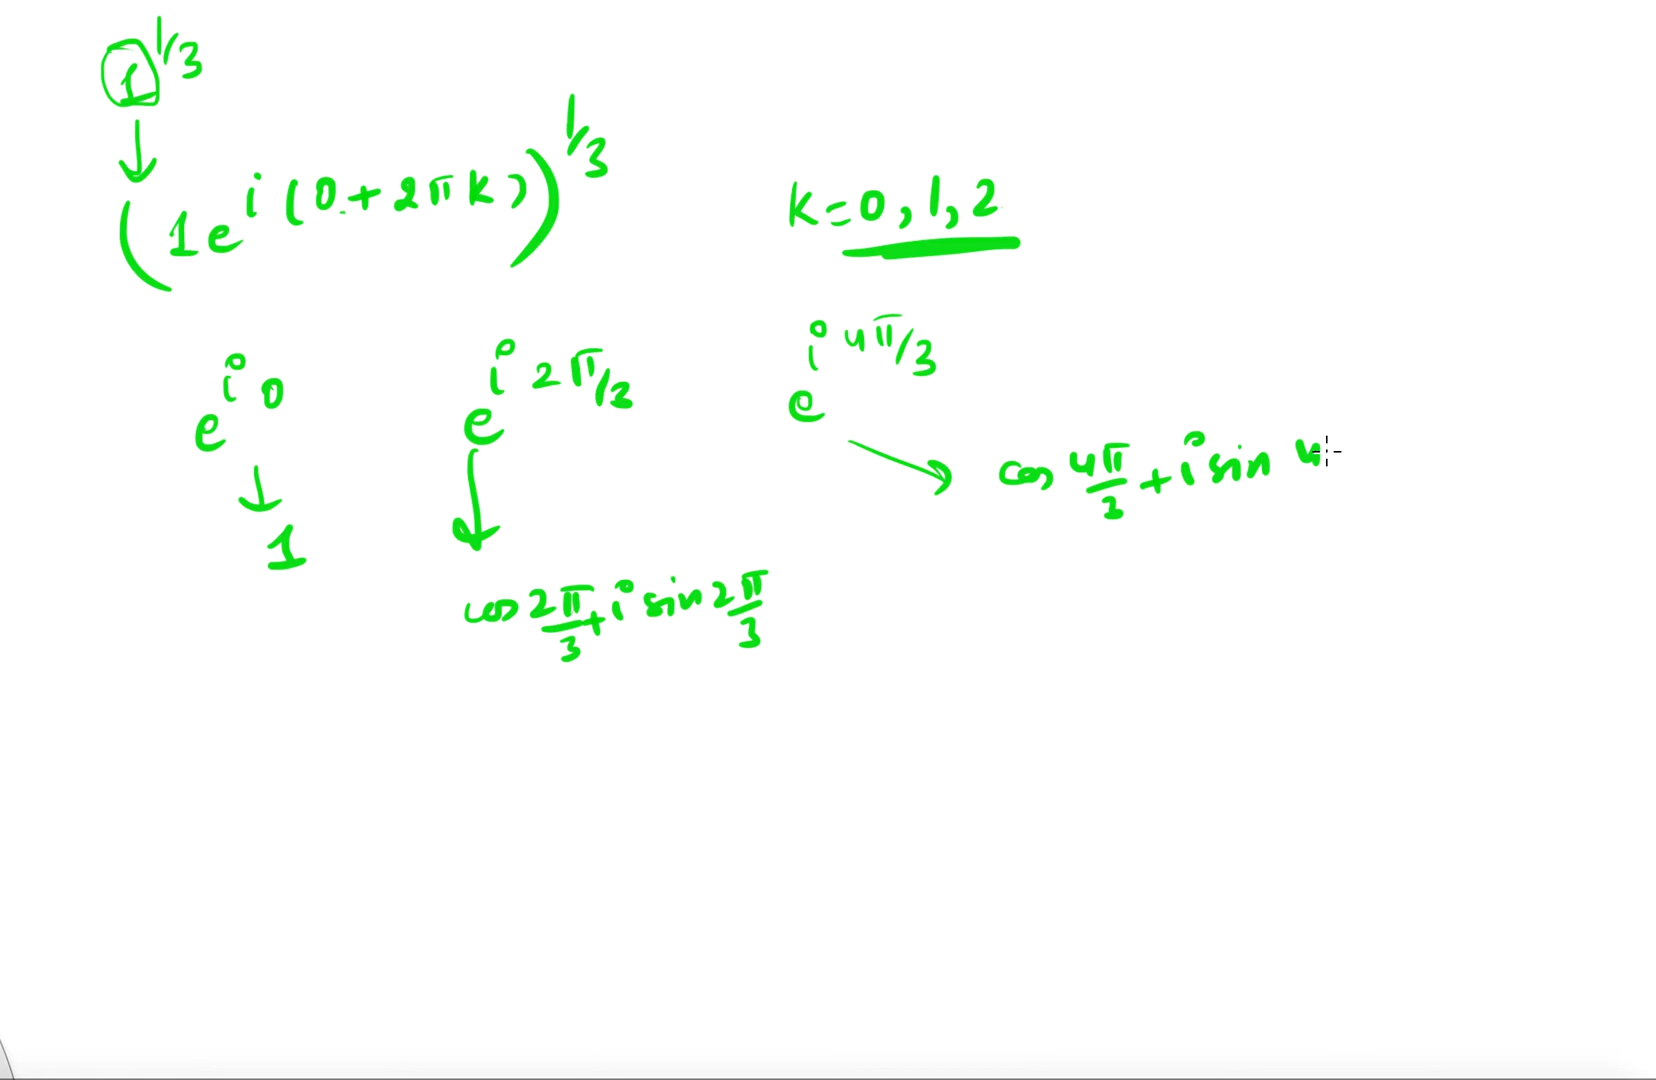 1^{1/3}
(1e^{i(0+2πk)})^{1/3}
k=0,1,2
e^{i0}
e^{i2π/3}
e^{i4π/3}
1
cos 2π/3 + i sin 2π/3
cos 4π/3 + i sin 4